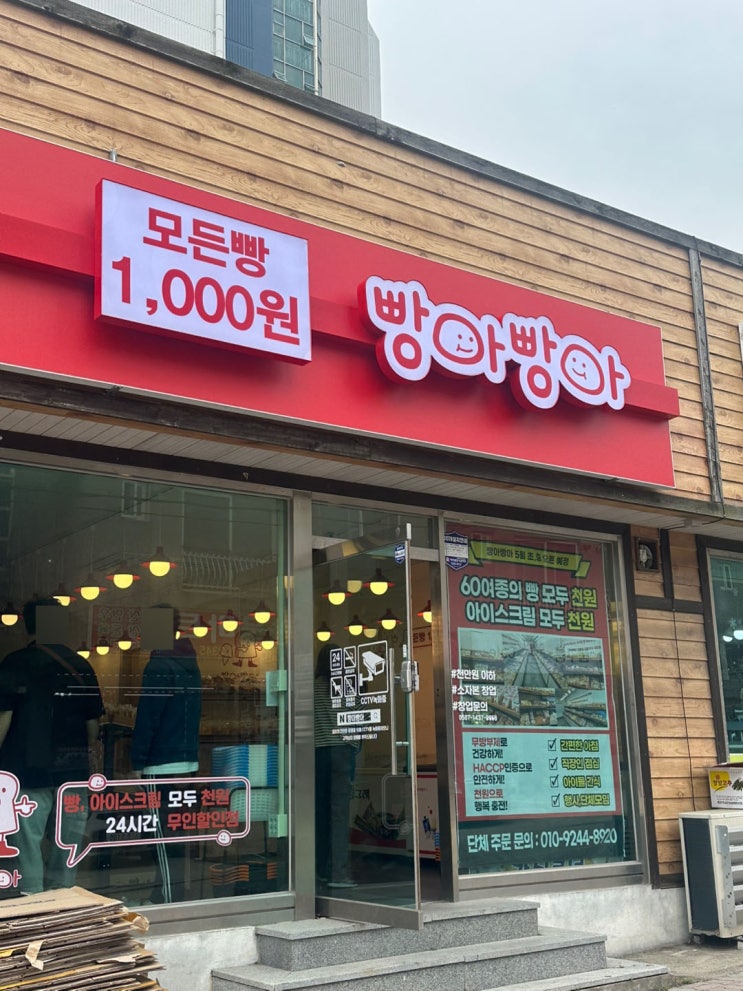 모든빵
1,000원
빵아빵아
빵아빵아 5월 초 오픈 예정
60여종의 빵 모두 천원
아이스크림 모두 천원
#천만원 이하
#소자본 창업
#창업문의
무방부제로
건강하게!
HACCP인증으로
안전하게!
천원으로
행복 충전!
간편한 아침
직장인 점심
아이들 간식
행사,단체모임
단체 주문 문의 : 010-9244-8920
24
CCTV녹화중
빵, 아이스크림 모두 천원
24시간 무인할인점